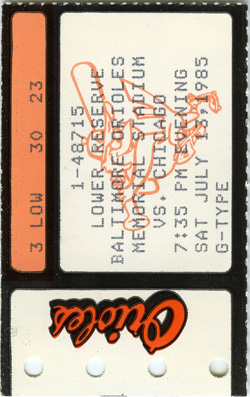 3 LOW 30 23
1-48715
LOWER RESERVE
BALTIMORE ORIOLES
MEMORIAL STADIUM
VS. CHICAGO
7:35 PM EVENING
SAT JULY 13,1985
G-TYPE
Orioles